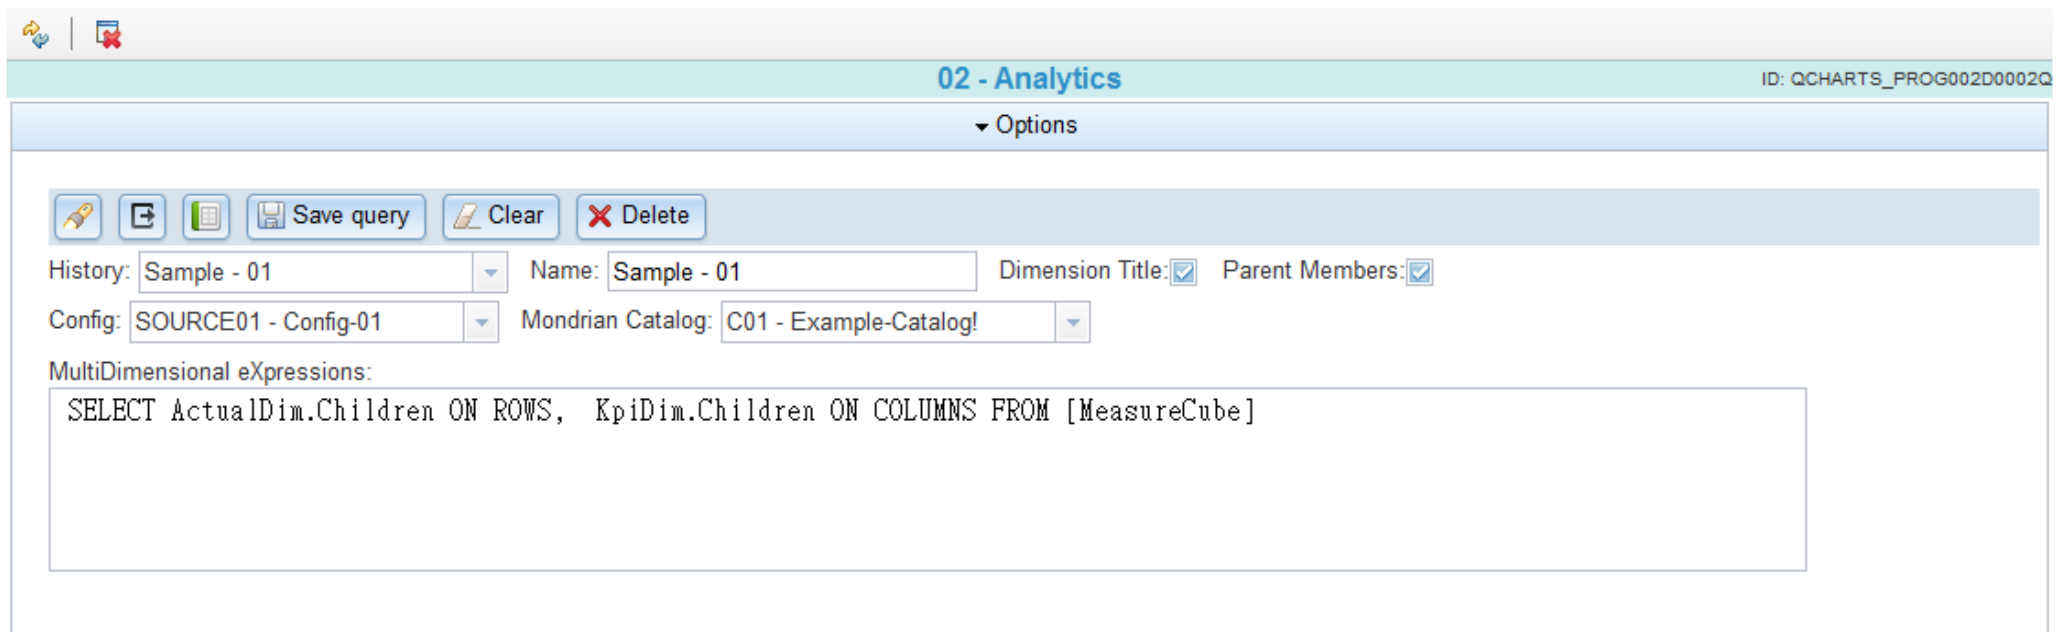 02 - Analytics
ID: QCHARTS_PROG002D0002Q
Options
Save query Clear Delete
History: Sample - 01 Name: Sample - 01 Dimension Title: Parent Members:
Config: SOURCE01 - Config-01 Mondrian Catalog: C01 - Example-Catalog!
MultiDimensional eXpressions:
SELECT ActualDim.Children ON ROWS,  KpiDim.Children ON COLUMNS FROM [MeasureCube]